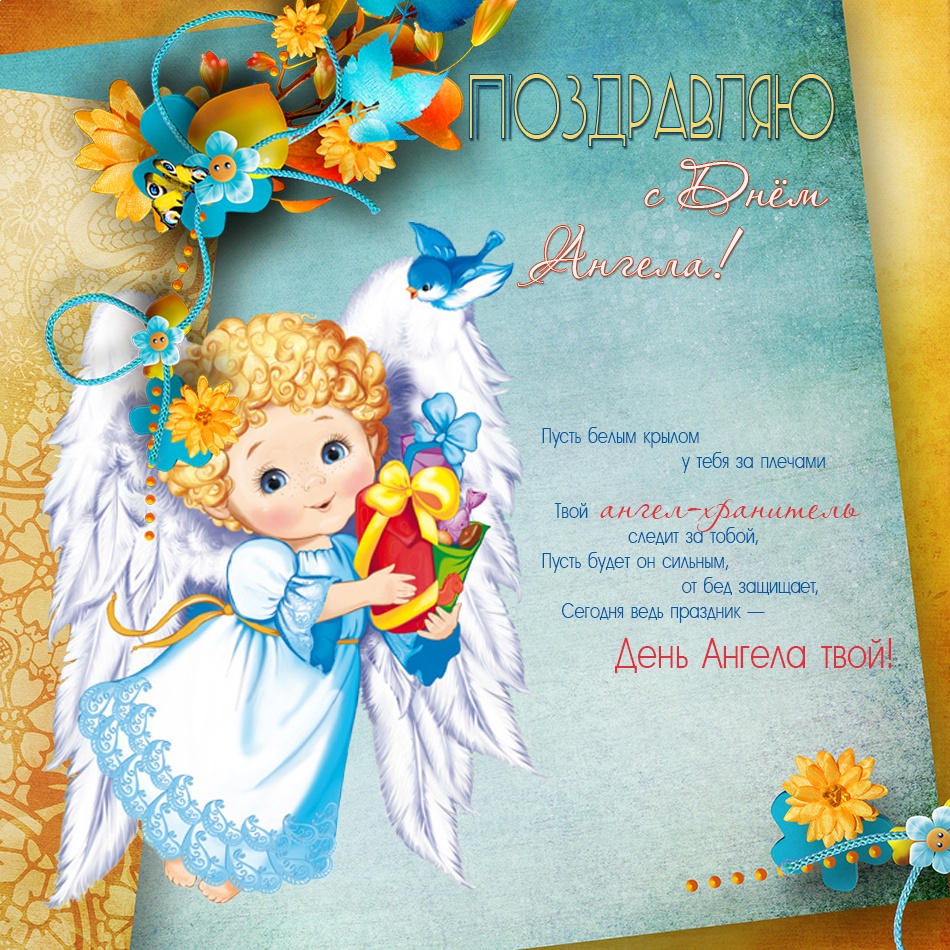 ПОЗДРАВЛЯЮ
с Днём
Ангела!
Пусть белым крылом
у тебя за плечами
Твой ангел-хранитель
следит за тобой,
Пусть будет он сильным,
от бед защищает,
Сегодня ведь праздник —
День Ангела твой!